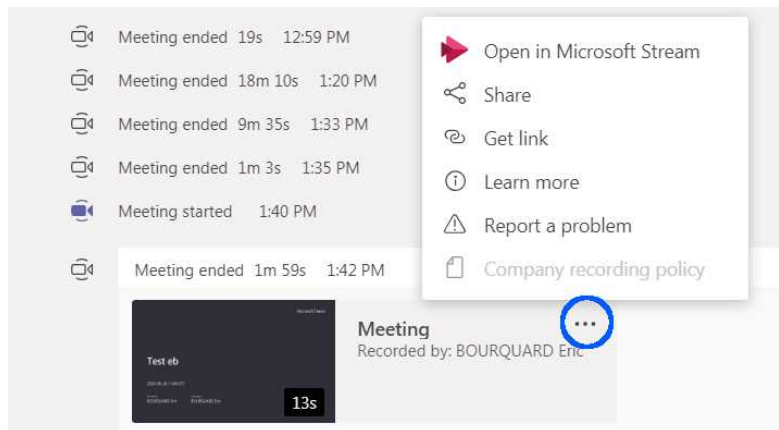 Meeting ended 19s 12:59 PM
Meeting ended 18m 10s 1:20 PM
Meeting ended 9m 35s 1:33 PM
Meeting ended 1m 3s 1:35 PM
Meeting started 1:40 PM
Meeting ended 1m 59s 1:42 PM
Open in Microsoft Stream
Share
Get link
Learn more
Report a problem
Company recording policy
Microsoft Teams
Test eb
13s
Meeting
Recorded by: BOURQUARD Eric